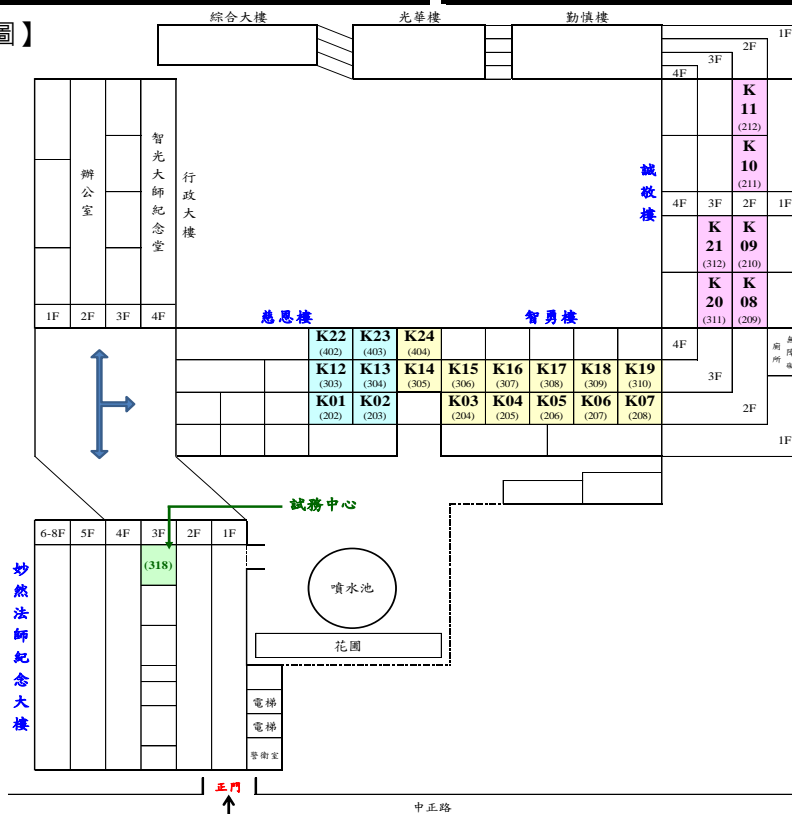 圖】
綜合大樓
光華樓
勤慎樓
1F
2F
3F
4F
K
11
(212)
K
10
(211)
誠敬樓
4F
3F
2F
1F
K
21
(312)
K
09
(210)
K
20
(311)
K
08
(209)
辦公室
智光大師紀念堂
行政大樓
1F
2F
3F
4F
慈恩樓
智勇樓
K22
(402)
K23
(403)
K24
(404)
K12
(303)
K13
(304)
K14
(305)
K15
(306)
K16
(307)
K17
(308)
K18
(309)
K19
(310)
K01
(202)
K02
(203)
K03
(204)
K04
(205)
K05
(206)
K06
(207)
K07
(208)
4F
3F
2F
1F
廁所
無障
試務中心
6-8F
5F
4F
3F
2F
1F
(318)
妙然法師紀念大樓
噴水池
花圃
電梯
電梯
警衛室
正門
中正路